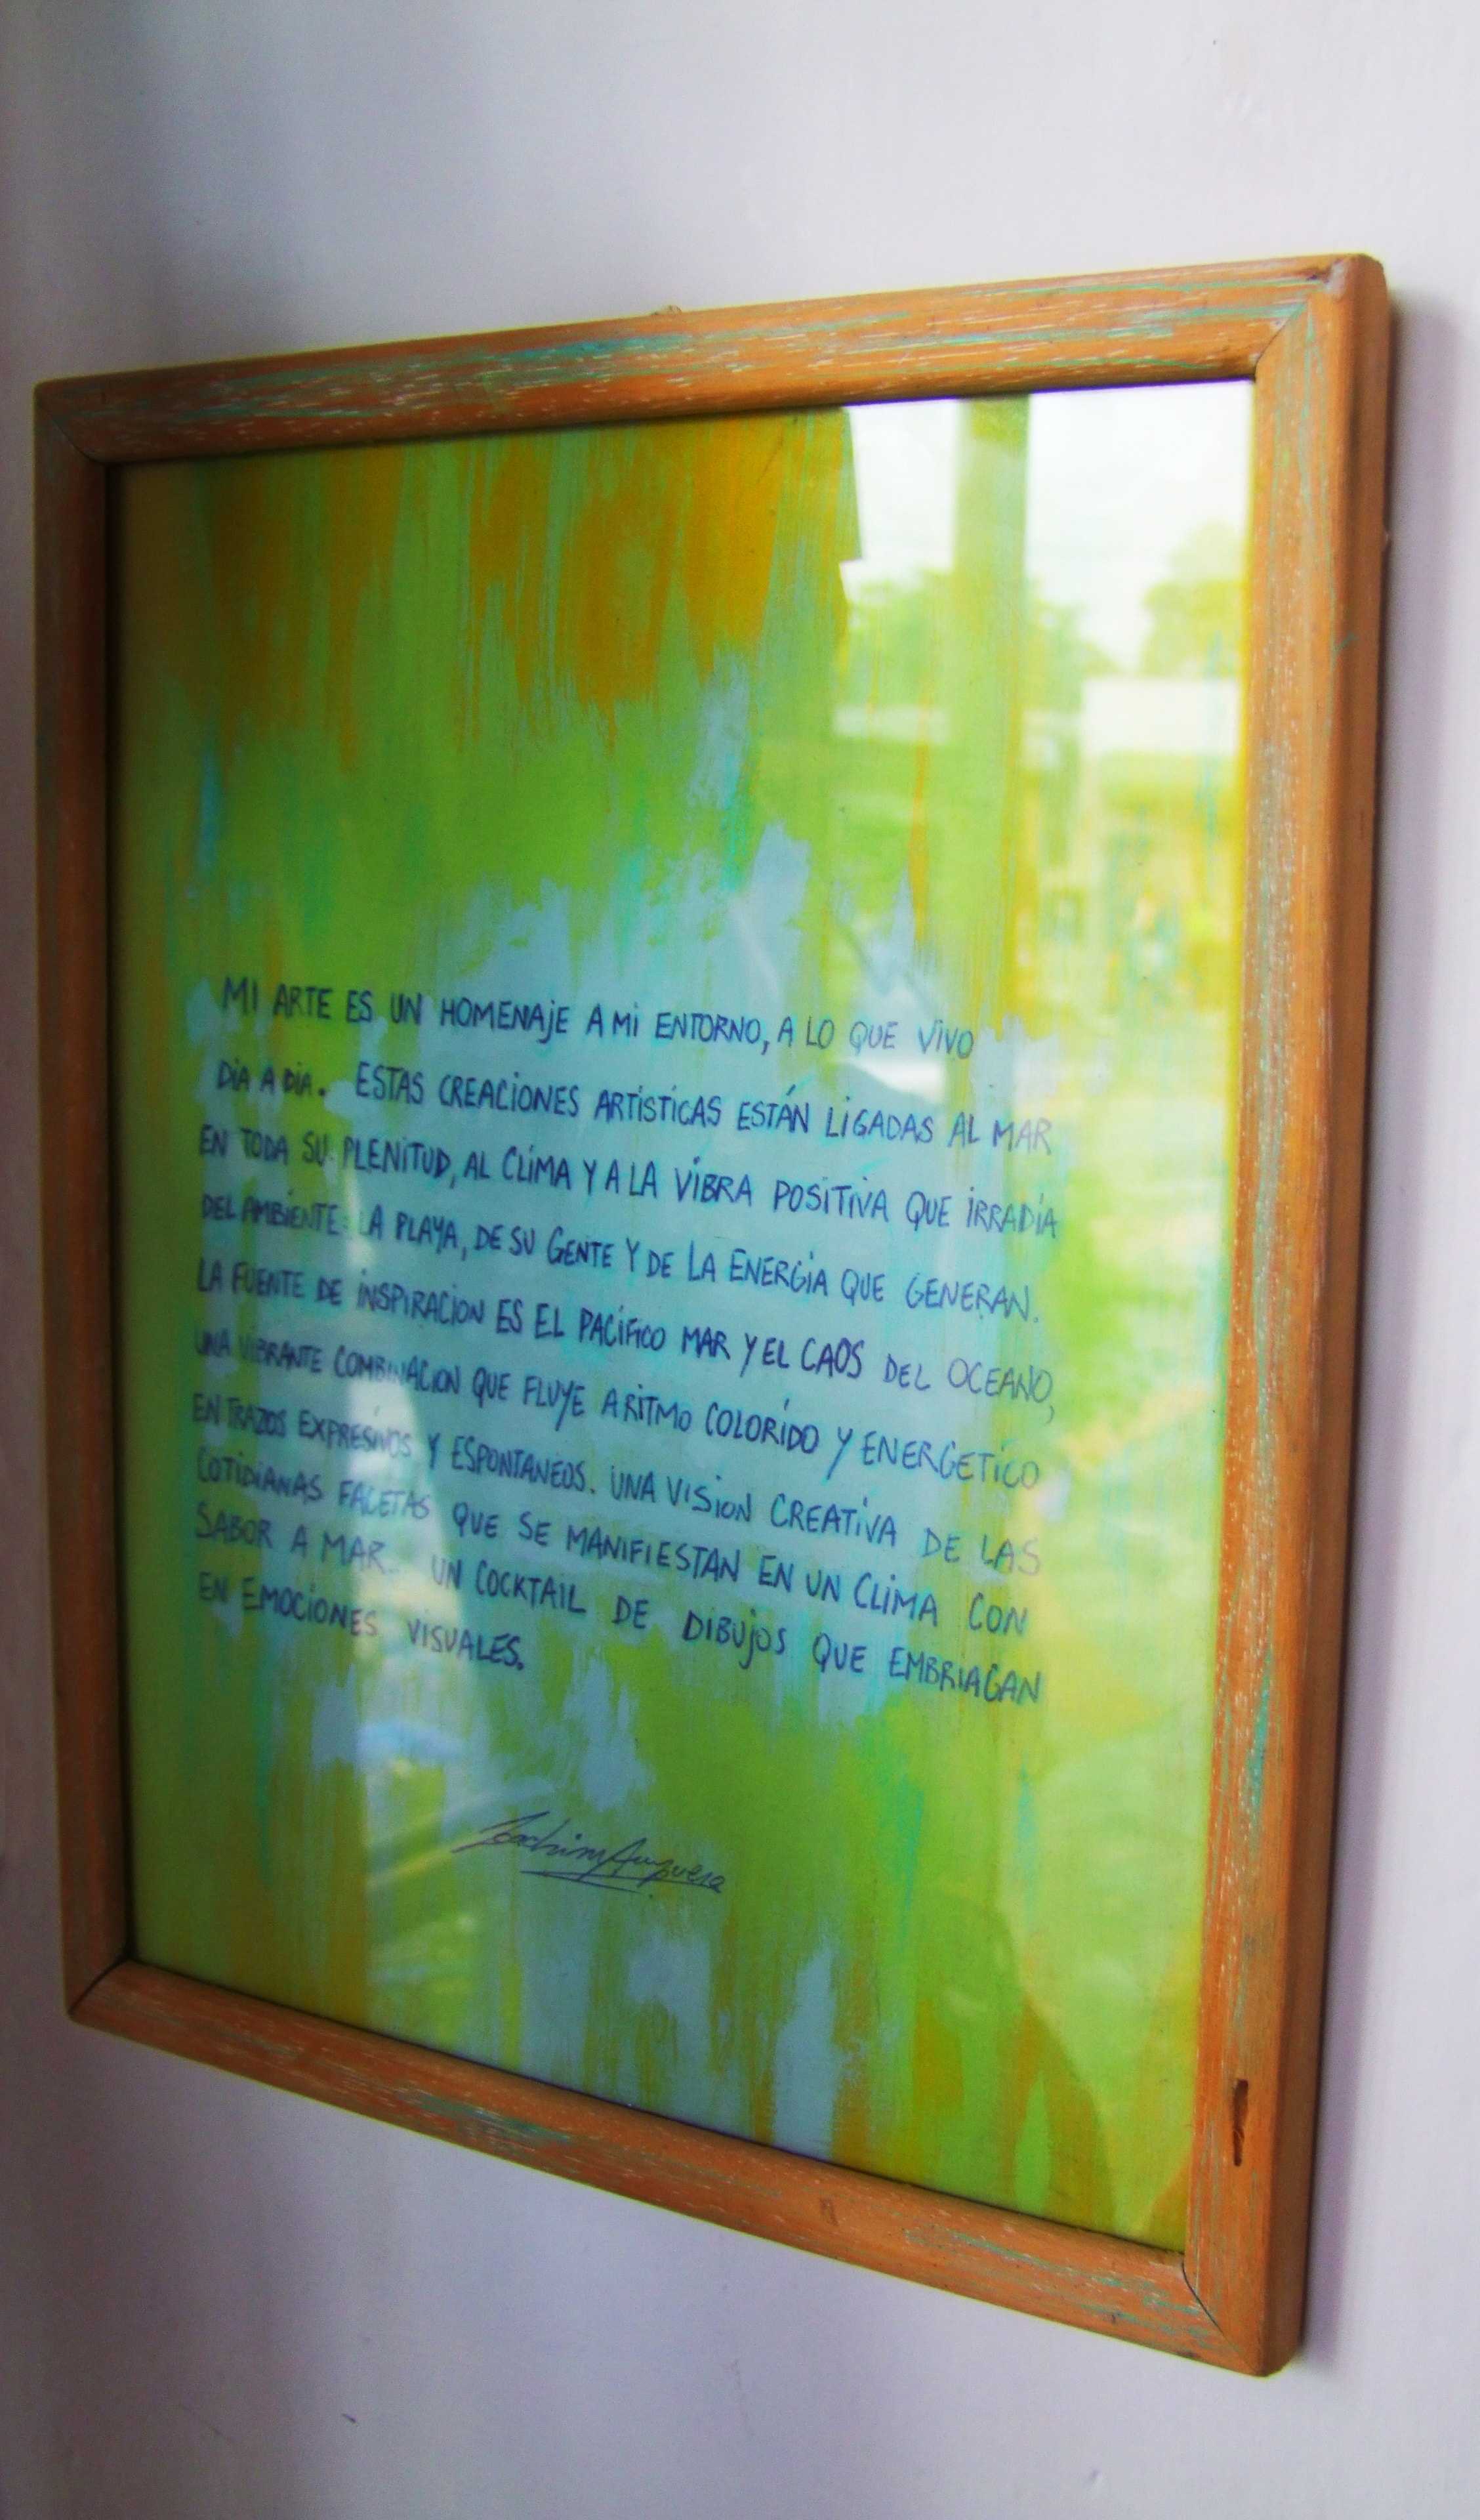 MI ARTE ES UN HOMENAJE A MI ENTORNO, A LO QUE VIVO
DIA A DIA. ESTAS CREACIONES ARTISTICAS ESTÁN LIGADAS AL MAR
EN TODA SU PLENITUD, AL CLIMA Y A LA VIBRA POSITIVA QUE IRRADIA
DEL AMBIENTE: LA PLAYA, DE SU GENTE Y DE LA ENERGIA QUE GENERAN.
LA FUENTE DE INSPIRACION ES EL PACIFICO MAR Y EL CAOS DEL OCEANO,
UNA VIBRANTE COMBINACION QUE FLUYE A RITMO COLORIDO Y ENERGETICO
EN TRAZOS EXPRESIVOS Y ESPONTANEOS. UNA VISION CREATIVA DE LAS
COTIDIANAS FACETAS QUE SE MANIFIESTAN EN UN CLIMA CON
SABOR A MAR. UN COCKTAIL DE DIBUJOS QUE EMBRIAGAN
EN EMOCIONES VISUALES.